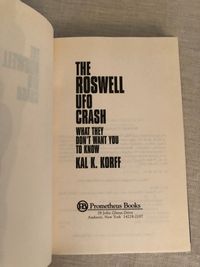 THE
ROSWELL
UFO
CRASH
WHAT THEY
DON'T WANT YOU
TO KNOW
KAL K. KORFF
Prometheus Books
59 John Glenn Drive
Amherst, New York 14228-2197